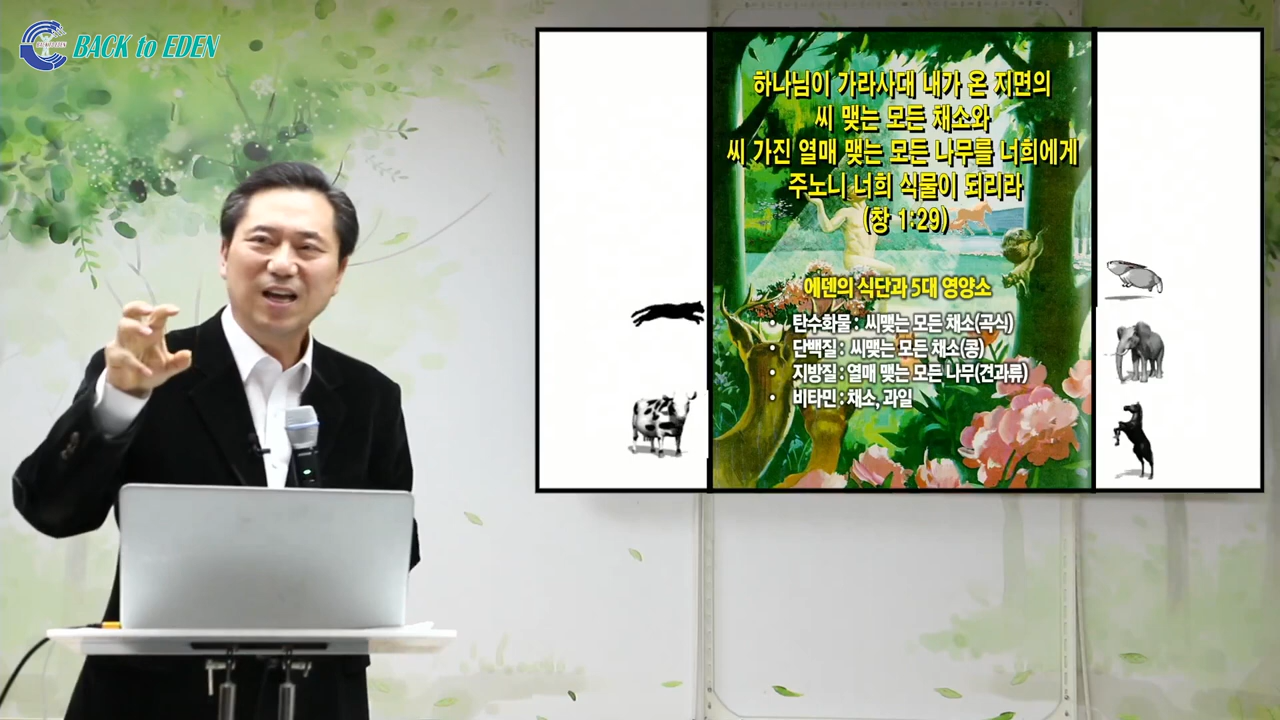 BACK to EDEN
하나님이 가라사대 내가 온 지면의
씨 맺는 모든 채소와
씨 가진 열매 맺는 모든 나무를 너희에게
주노니 너희 식물이 되리라
(창 1:29)
에덴의 식단과 5대 영양소
• 탄수화물 : 씨맺는 모든 채소(곡식)
• 단백질 : 씨맺는 모든 채소(콩)
• 지방질 : 열매 맺는 모든 나무(견과류)
• 비타민 : 채소, 과일